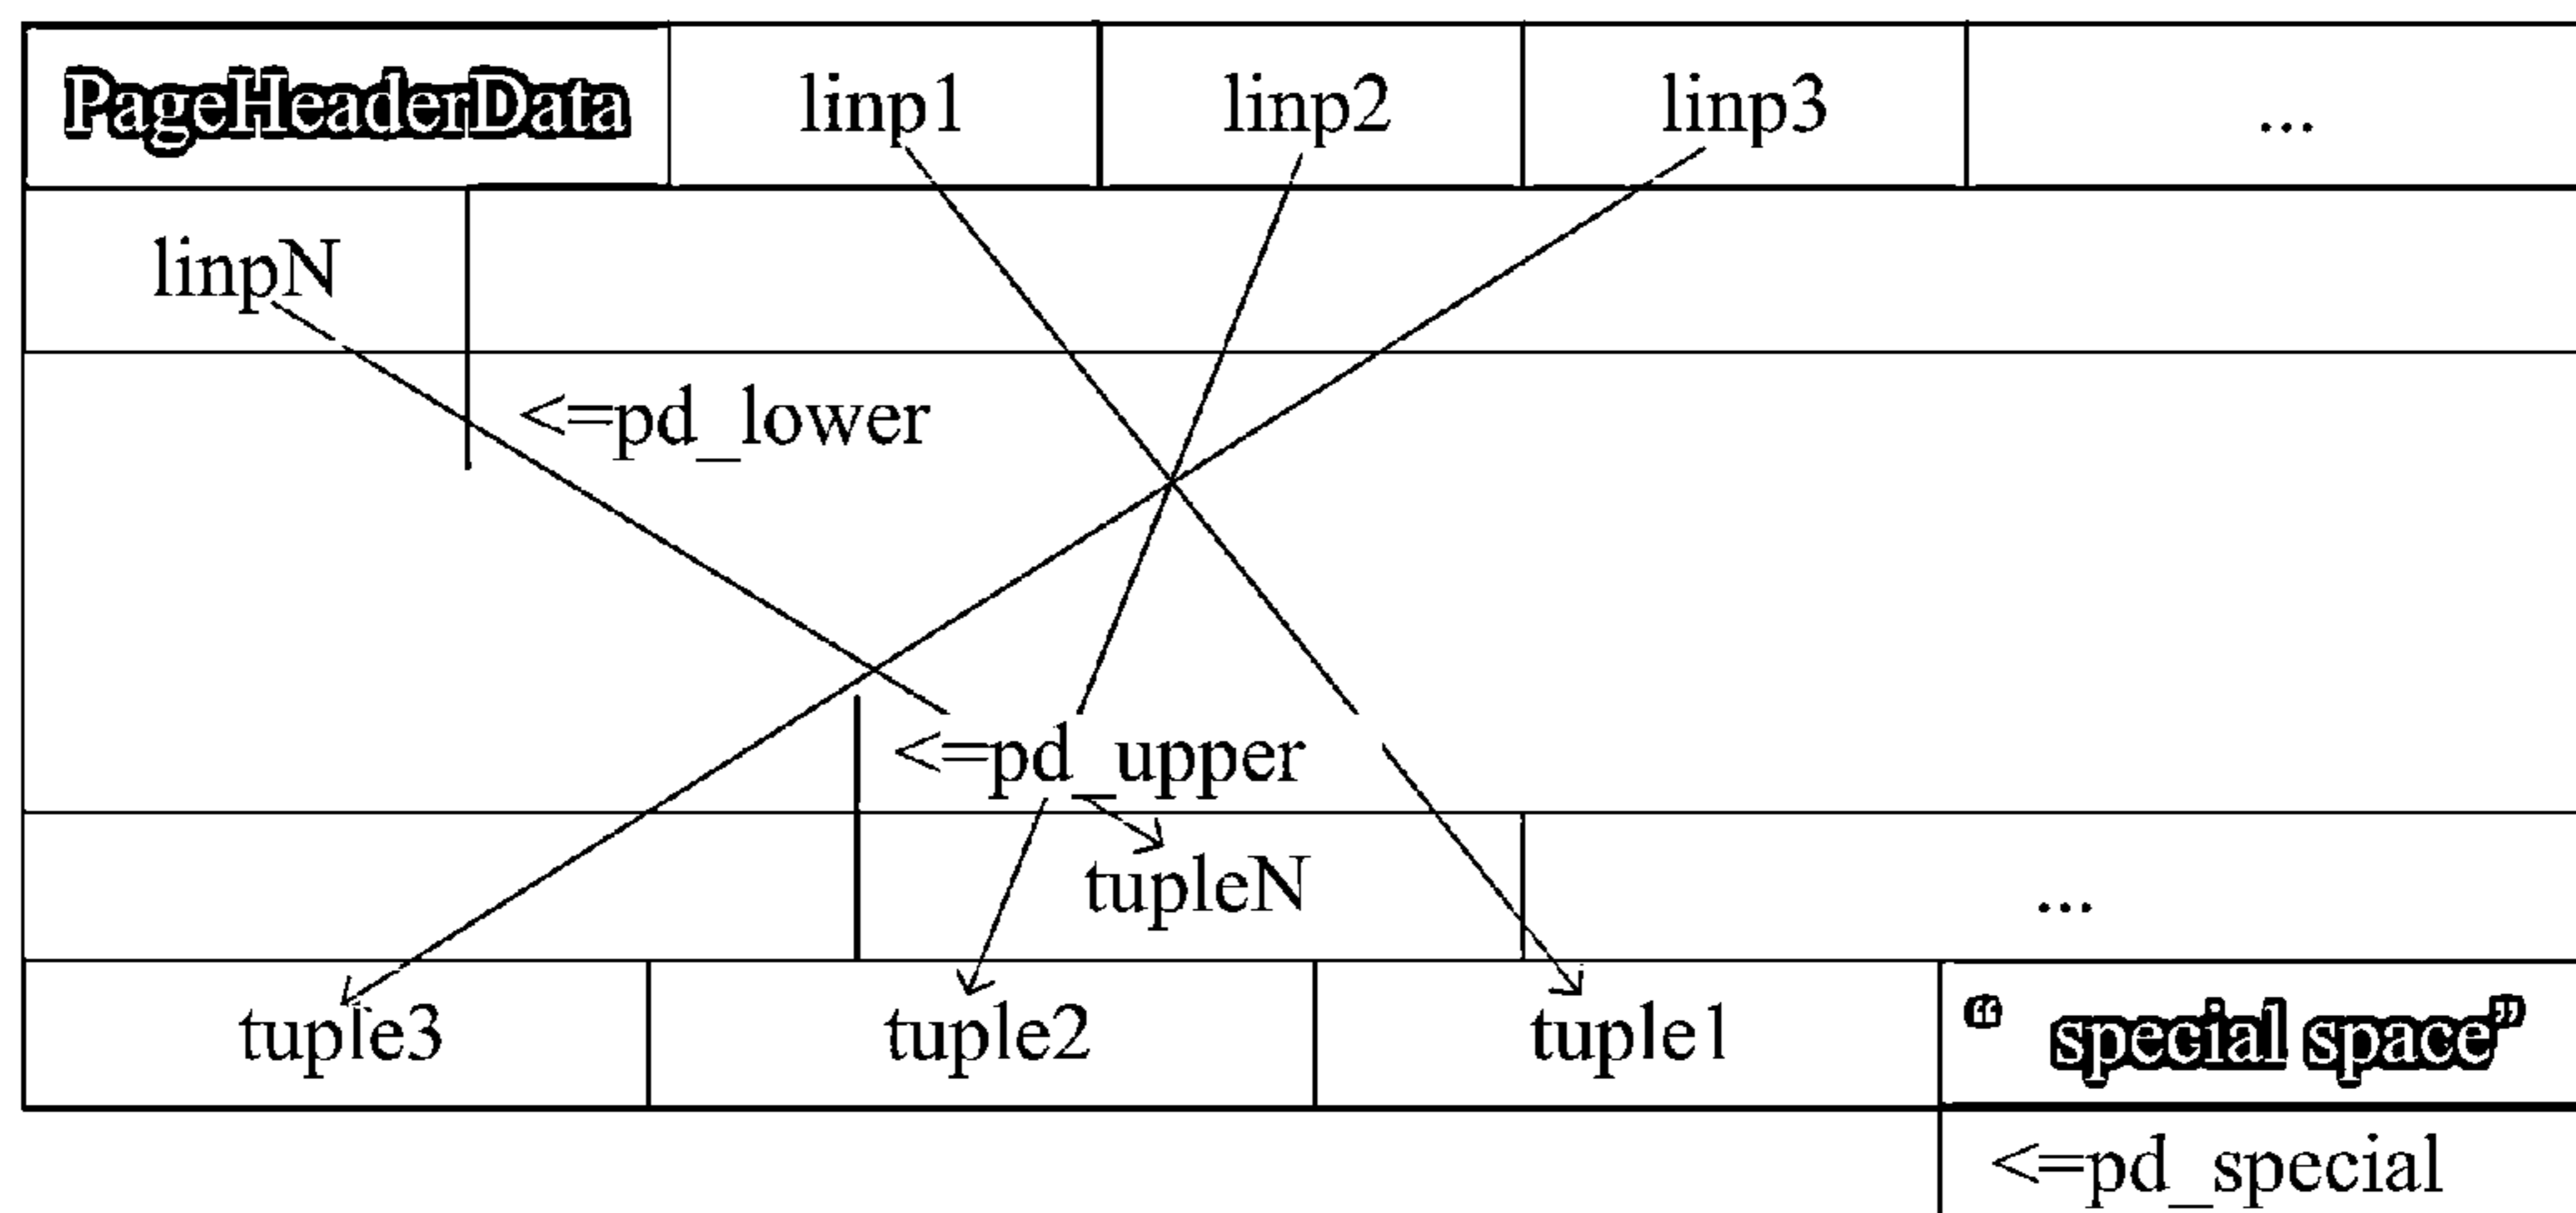 PageHeaderData linp1 linp2 linp3 ...
linpN
<=pd_lower
<=pd_upper
tupleN ...
tuple3 tuple2 tuple1 “ special space”
<=pd_special